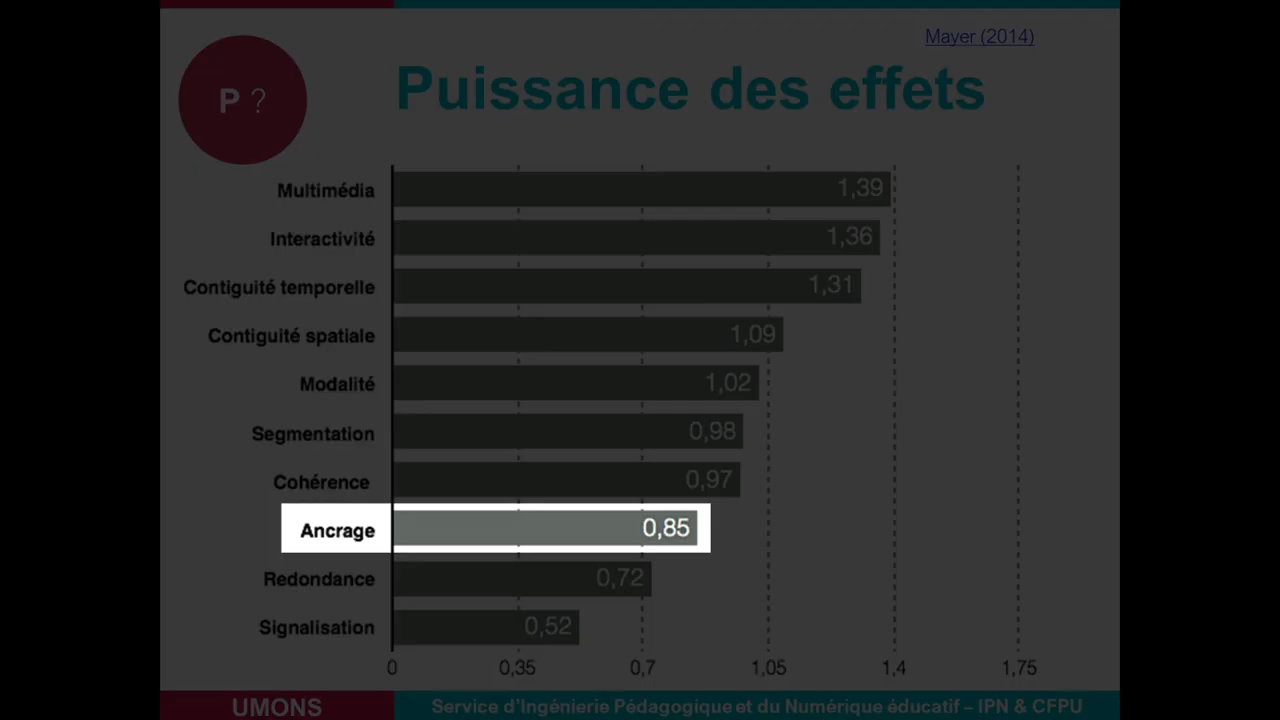 Mayer (2014)
P ?
Puissance des effets
Multimédia 1,39
Interactivité 1,36
Contiguité temporelle 1,31
Contiguité spatiale 1,09
Modalité 1,02
Segmentation 0,98
Cohérence 0,97
Ancrage 0,85
Redondance 0,72
Signalisation 0,52
0 0,35 0,7 1,05 1,4 1,75
UMONS Service d'Ingénierie Pédagogique et du Numérique éducatif – IPN & CFPU